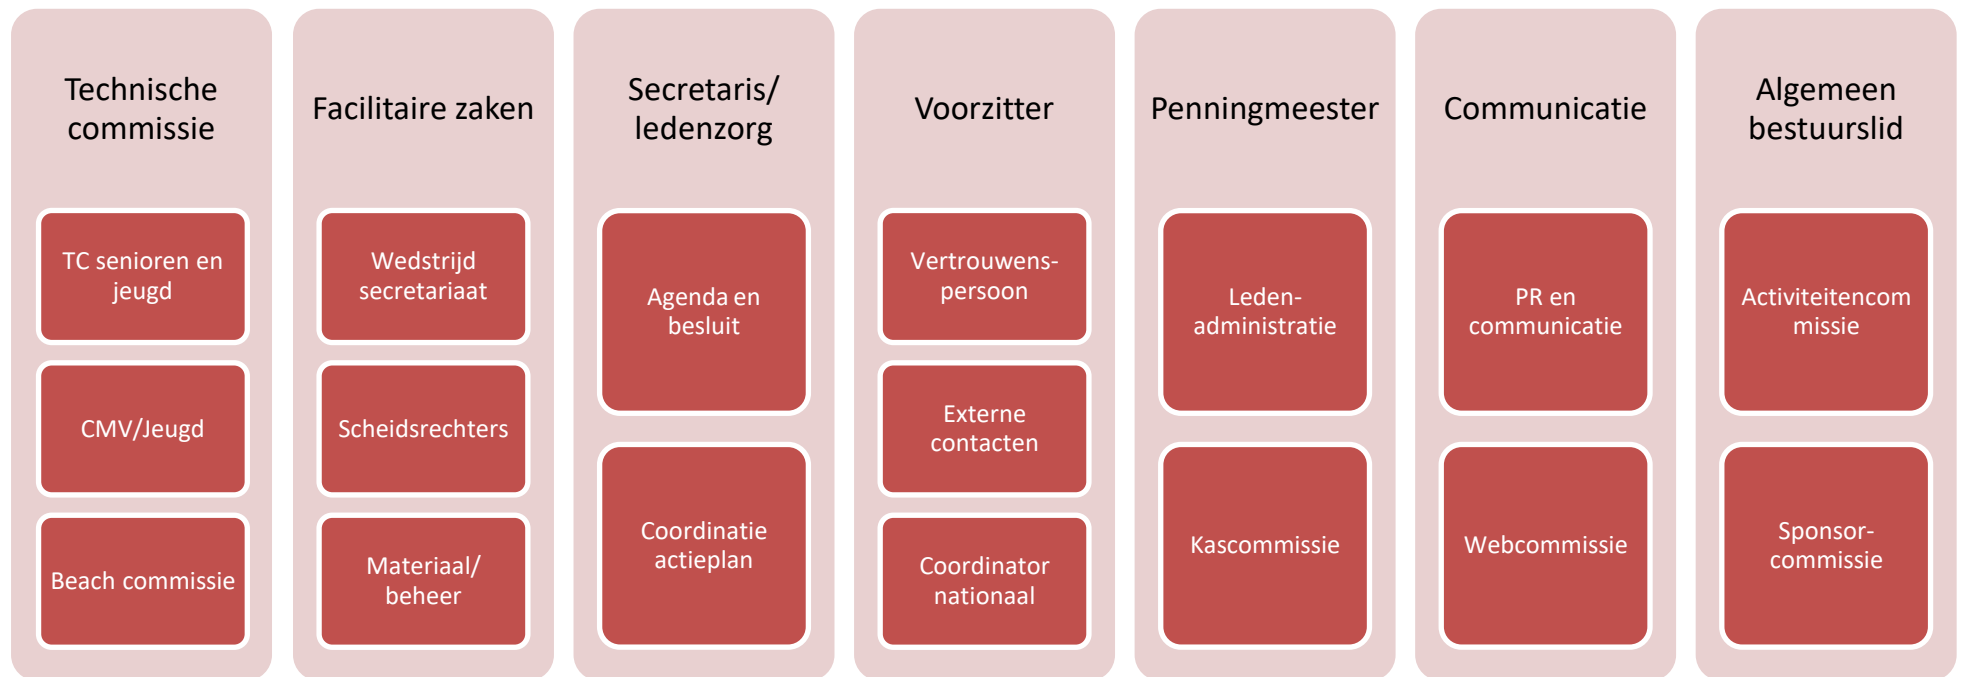 Technische
commissie
TC senioren en
jeugd
CMV/Jeugd
Beach commissie
Facilitaire zaken
Wedstrijd
secretariaat
Scheidsrechters
Materiaal/
beheer
Secretaris/
ledenzorg
Agenda en
besluit
Coordinatie
actieplan
Voorzitter
Vertrouwens-
persoon
Externe
contacten
Coordinator
nationaal
Penningmeester
Leden-
administratie
Kascommissie
Communicatie
PR en
communicatie
Webcommissie
Algemeen
bestuurslid
Activiteitencom
missie
Sponsor-
commissie